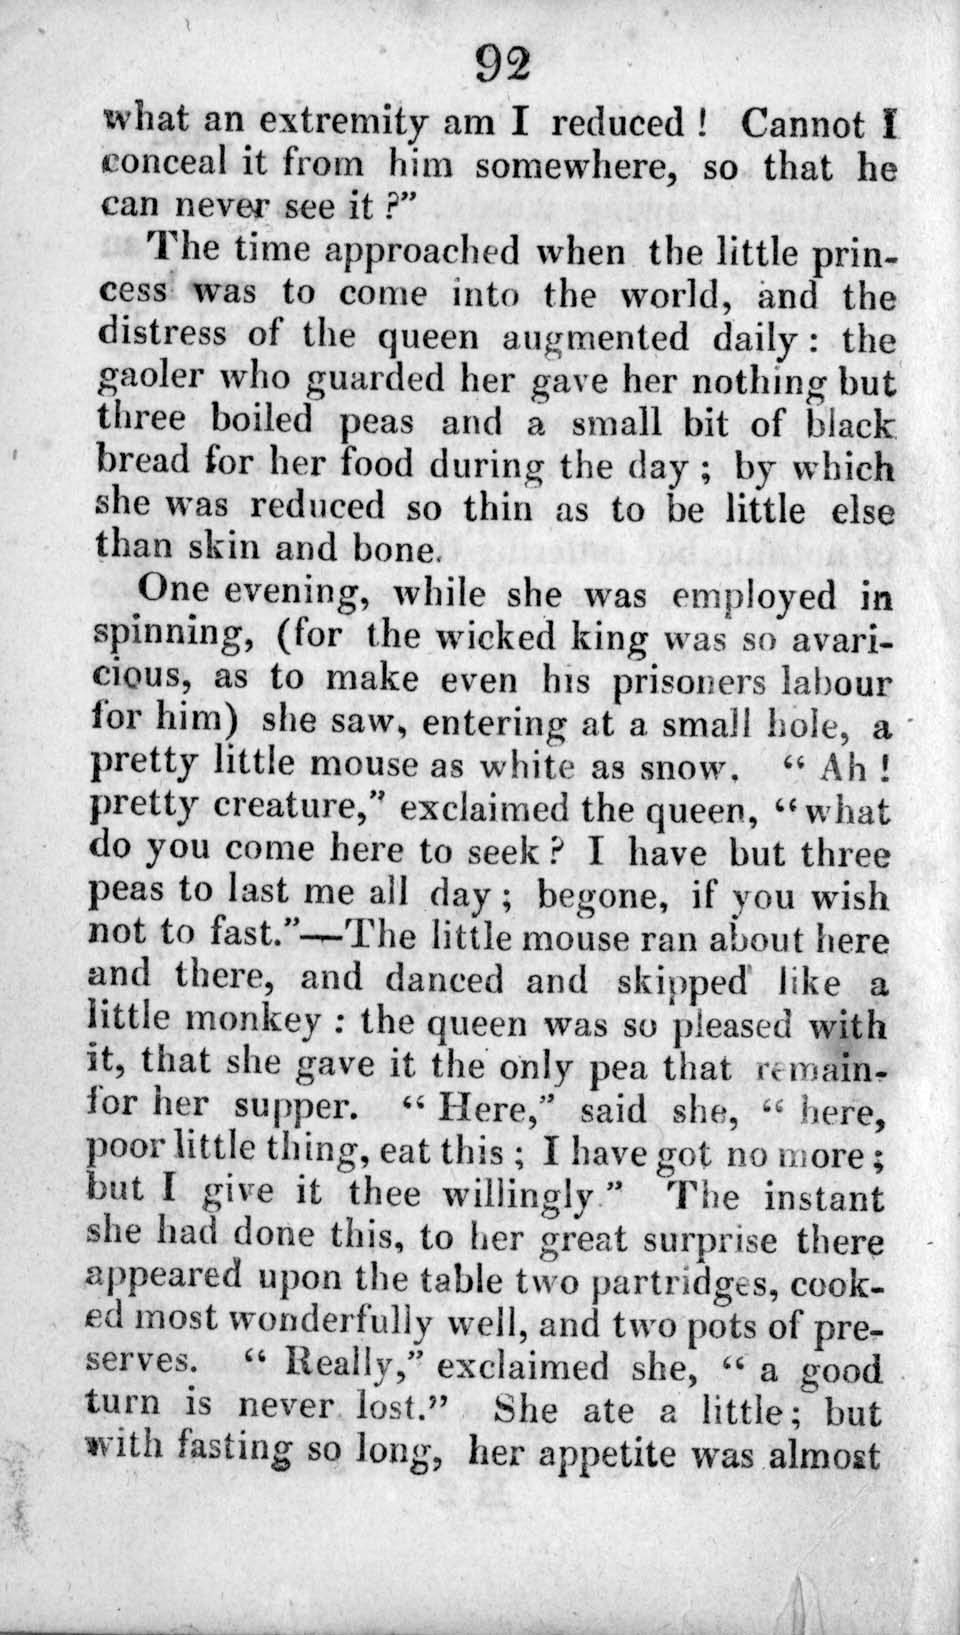 92
what an extremity am I reduced ! Cannot I
conceal it from him somewhere, so that he
can never see it ?”
The time approached when the little prin-
cess was to come into the world, and the
distress of the queen augmented daily : the
gaoler who guarded her gave her nothing but
three boiled peas and a small bit of black
bread for her food during the day ; by which
she was reduced so thin as to be little else
than skin and bone.
One evening, while she was employed in
spinning, (for the wicked king was so avari-
cious, as to make even his prisoners labour
for him) she saw, entering at a small hole, a
pretty little mouse as white as snow. “ Ah !
pretty creature,” exclaimed the queen, “what
do you come here to seek ? I have but three
peas to last me all day ; begone, if you wish
not to fast.”—The little mouse ran about here
and there, and danced and skipped like a
little monkey : the queen was so pleased with
it, that she gave it the only pea that remain-
for her supper. “ Here,” said she, “ here,
poor little thing, eat this ; I have got no more ;
but I give it thee willingly ” The instant
she had done this, to her great surprise there
appeared upon the table two partridges, cook-
ed most wonderfully well, and two pots of pre-
serves. “ Really,” exclaimed she, “ a good
turn is never lost.” She ate a little ; but
with fasting so long, her appetite was almost